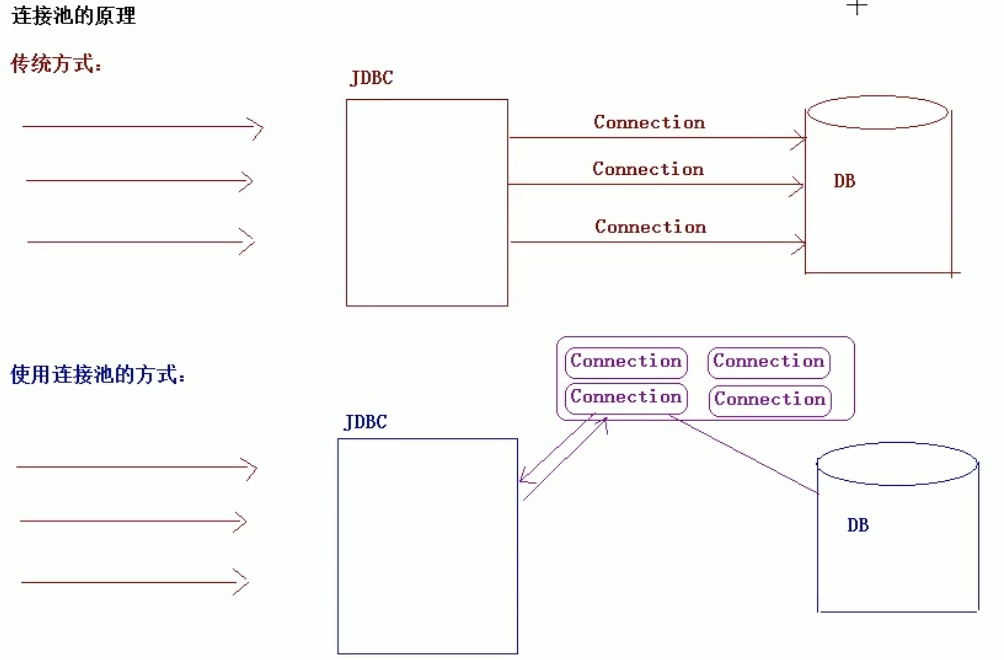 连接池的原理
传统方式：
JDBC
Connection
Connection
Connection
DB
使用连接池的方式：
Connection Connection
Connection Connection
JDBC
DB